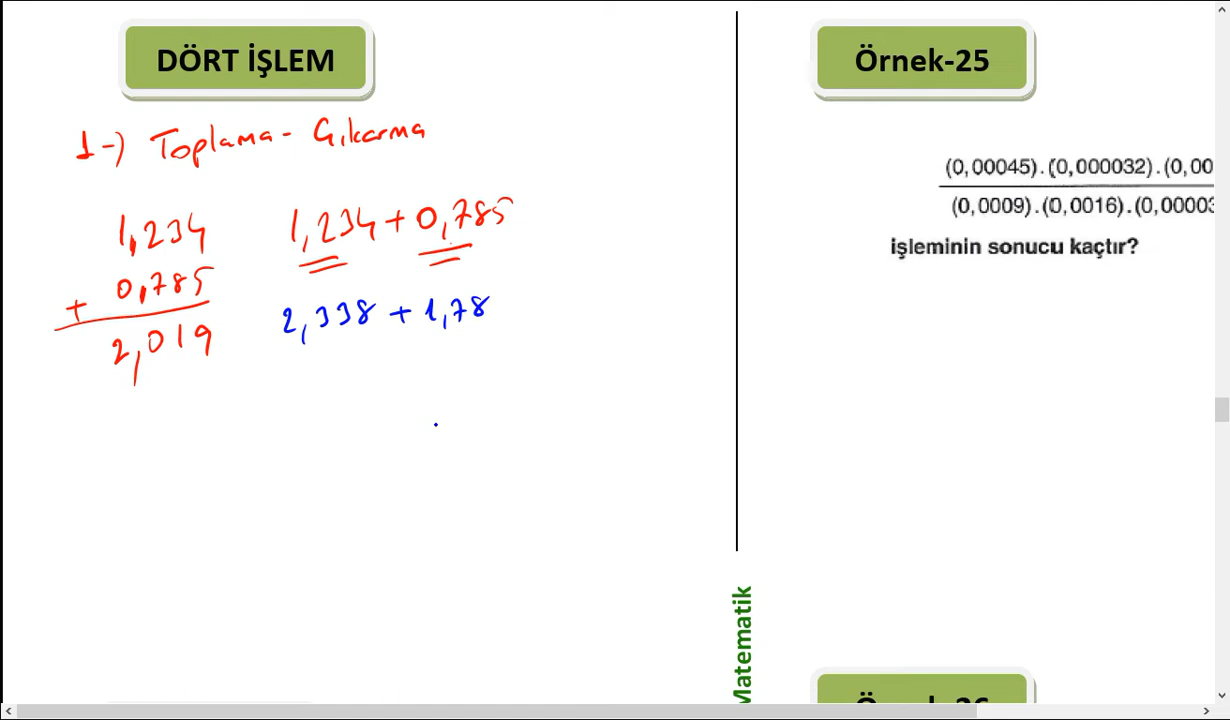 DÖRT İŞLEM
1-) Toplama - Çıkarma
1,234
+ 0,785
2,019
1,234 + 0,785
2,338 + 1,78
Matematik
Örnek-25
(0,00045).(0,000032).(0,00
(0,0009).(0,0016).(0,00003
işleminin sonucu kaçtır?